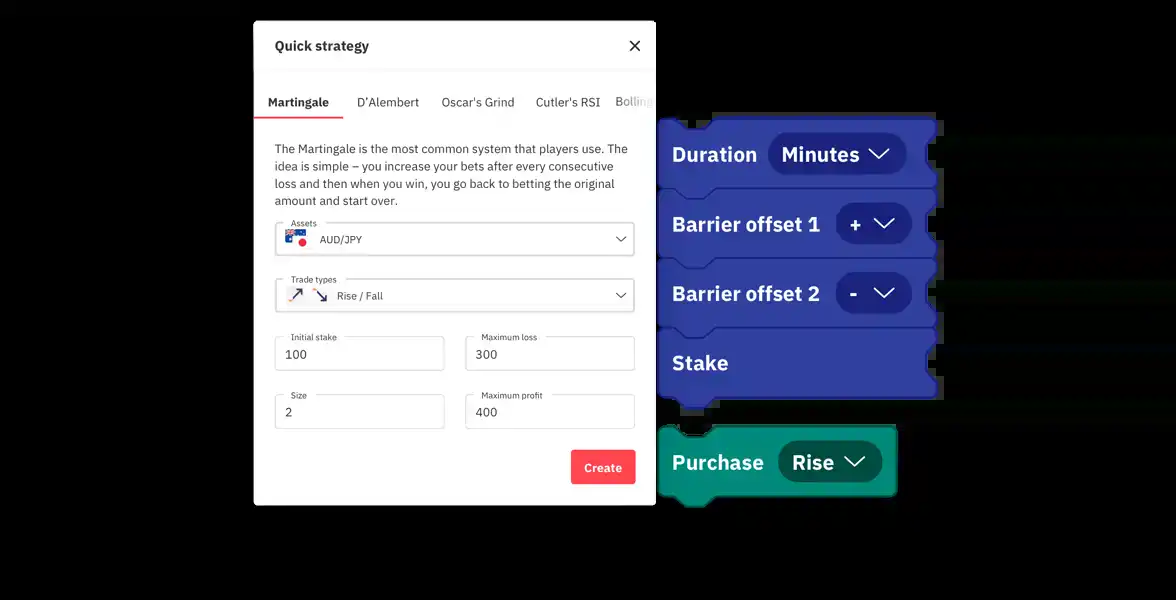 Quick strategy
Martingale D'Alembert Oscar's Grind Cutler's RSI Bolling
The Martingale is the most common system that players use. The
idea is simple – you increase your bets after every consecutive
loss and then when you win, you go back to betting the original
amount and start over.
Assets
AUD/JPY
Trade types
Rise / Fall
Initial stake
100
Maximum loss
300
Size
2
Maximum profit
400
Create
Duration Minutes
Barrier offset 1 +
Barrier offset 2 -
Stake
Purchase Rise